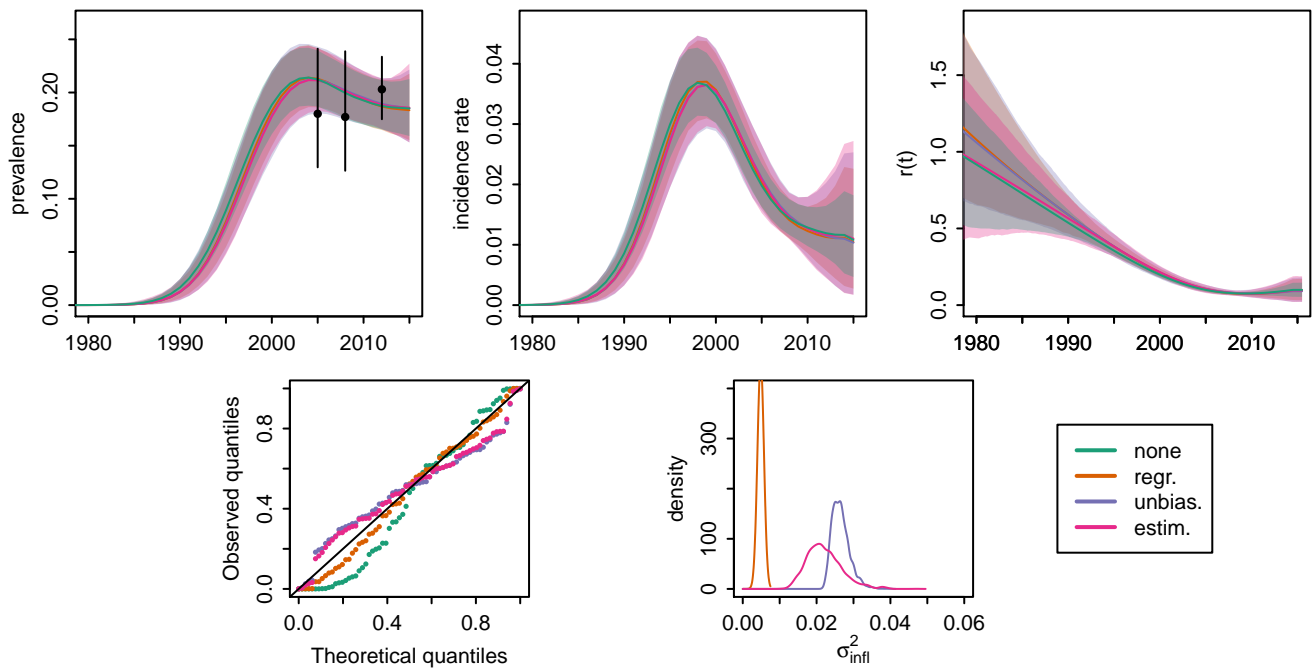 prevalence
0.00 0.10 0.20
1980 1990 2000 2010
incidence rate
0.00 0.01 0.02 0.03 0.04
1980 1990 2000 2010
r(t)
0.0 0.5 1.0 1.5
1980 1990 2000 2010
Observed quantiles
0.0 0.4 0.8
0.0 0.4 0.8
Theoretical quantiles
density
0 100 300
0.00 0.02 0.04 0.06
σ²infl
none
regr.
unbias.
estim.